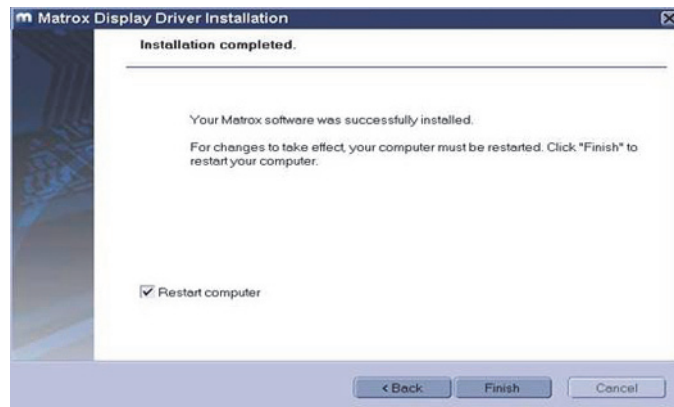 m Matrox Display Driver Installation
Installation completed.
Your Matrox software was successfully installed.
For changes to take effect, your computer must be restarted. Click "Finish" to
restart your computer.
Restart computer
< Back Finish Cancel